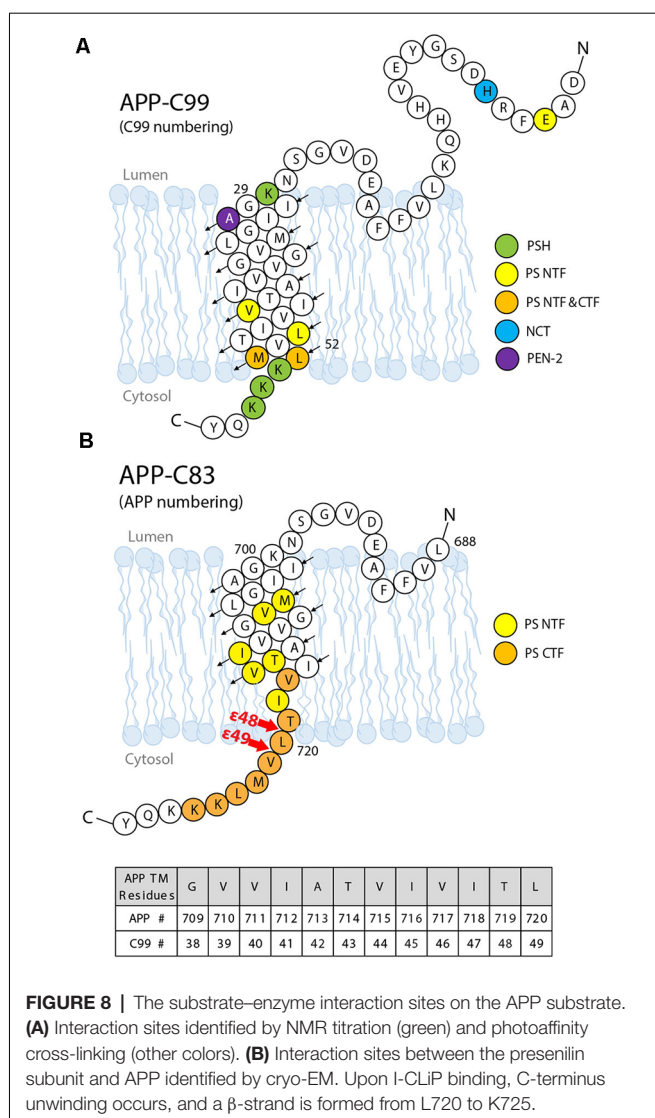 A
APP-C99
(C99 numbering)
N
D
A
E
F
R
H
D
S
G
Y
E
V
H
H
Q
K
L
V
F
F
A
E
D
V
G
S
N
K
29
G
I
A
G
I
L
V
M
G
V
G
I
V
A
V
T
I
T
I
V
L
M
V
L
52
K
K
K
Q
Y
C
Lumen
Cytosol
PSH
PS NTF
PS NTF&CTF
NCT
PEN-2
B
APP-C83
(APP numbering)
N
L
688
V
F
F
A
E
D
V
G
S
N
K
700
G
I
A
G
I
L
V
M
G
V
G
I
V
A
V
T
I
V
I
T
L
720
V
M
L
K
K
K
Q
Y
C
Lumen
Cytosol
ε48
ε49
PS NTF
PS CTF
APP TM Residues G V V I A T V I V I T L
APP # 709 710 711 712 713 714 715 716 717 718 719 720
C99 # 38 39 40 41 42 43 44 45 46 47 48 49
FIGURE 8 | The substrate–enzyme interaction sites on the APP substrate.
(A) Interaction sites identified by NMR titration (green) and photoaffinity
cross-linking (other colors). (B) Interaction sites between the presenilin
subunit and APP identified by cryo-EM. Upon I-CLiP binding, C-terminus
unwinding occurs, and a β-strand is formed from L720 to K725.